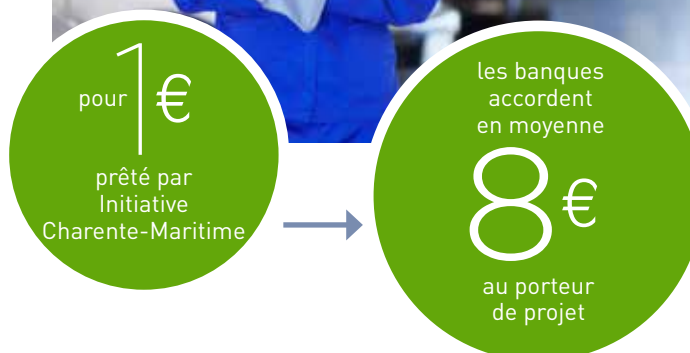 pour 1 €
prêté par
Initiative
Charente-Maritime
les banques
accordent
en moyenne
8 €
au porteur
de projet